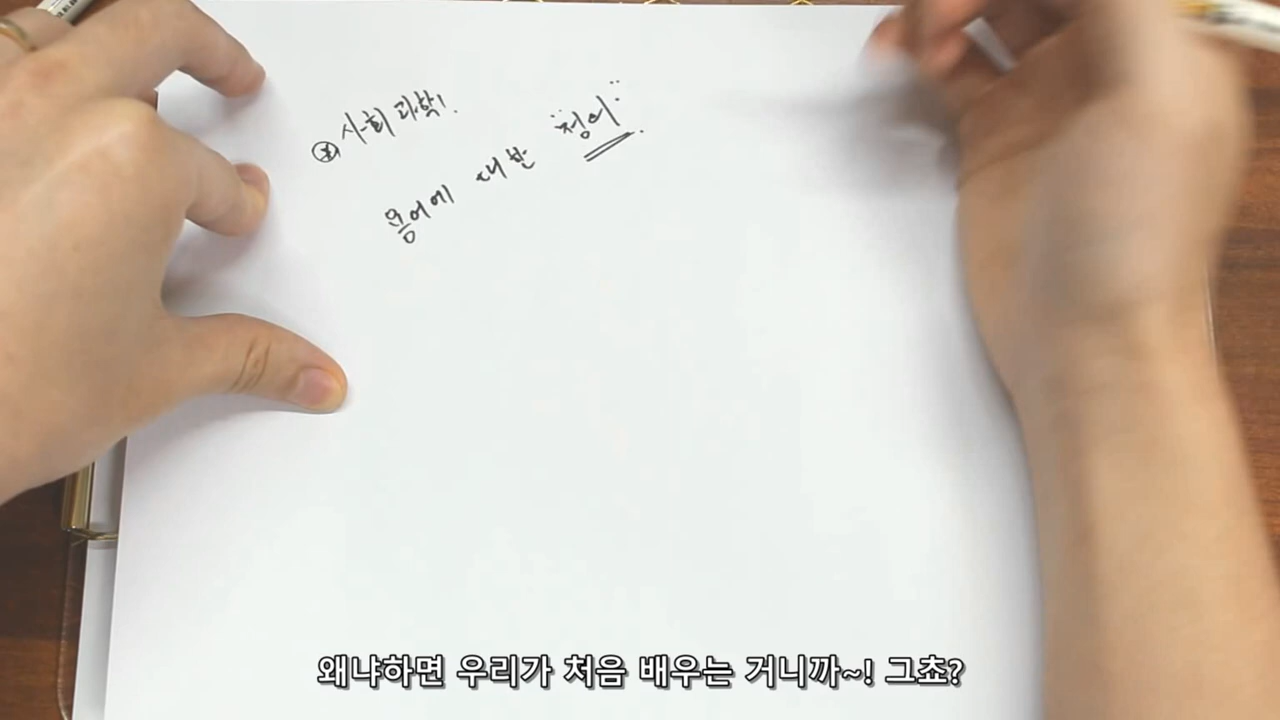 사회과학!
용어에 대한 정의
왜냐하면 우리가 처음 배우는 거니까~! 그쵸?